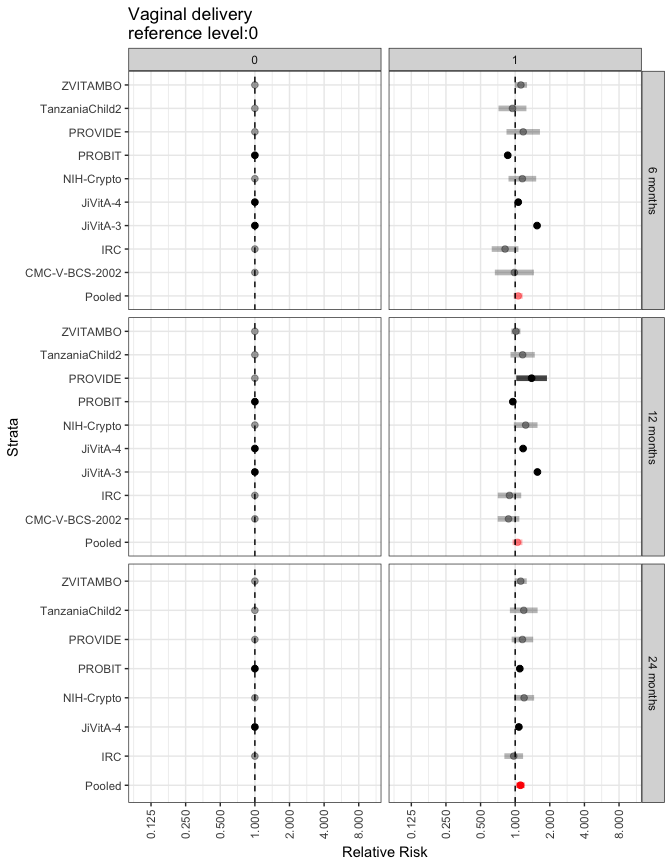 Vaginal delivery
reference level:0
0
1
ZVITAMBO
TanzaniaChild2
PROVIDE
PROBIT
NIH-Crypto
JiVitA-4
JiVitA-3
IRC
CMC-V-BCS-2002
Pooled
6 months
ZVITAMBO
TanzaniaChild2
PROVIDE
PROBIT
NIH-Crypto
JiVitA-4
JiVitA-3
IRC
CMC-V-BCS-2002
Pooled
12 months
ZVITAMBO
TanzaniaChild2
PROVIDE
PROBIT
NIH-Crypto
JiVitA-4
IRC
Pooled
24 months
Strata
0.125 0.250 0.500 1.000 2.000 4.000 8.000
0.125 0.250 0.500 1.000 2.000 4.000 8.000
Relative Risk